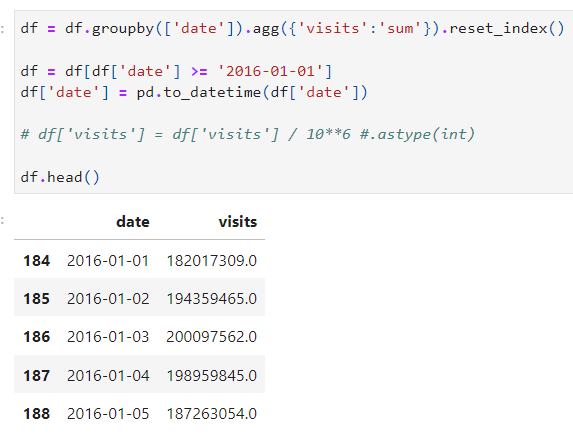 : df = df.groupby(['date']).agg({'visits':'sum'}).reset_index()
df = df[df['date'] >= '2016-01-01']
df['date'] = pd.to_datetime(df['date'])
# df['visits'] = df['visits'] / 10**6 #.astype(int)
df.head()
:
date visits
184 2016-01-01 182017309.0
185 2016-01-02 194359465.0
186 2016-01-03 200097562.0
187 2016-01-04 198959845.0
188 2016-01-05 187263054.0